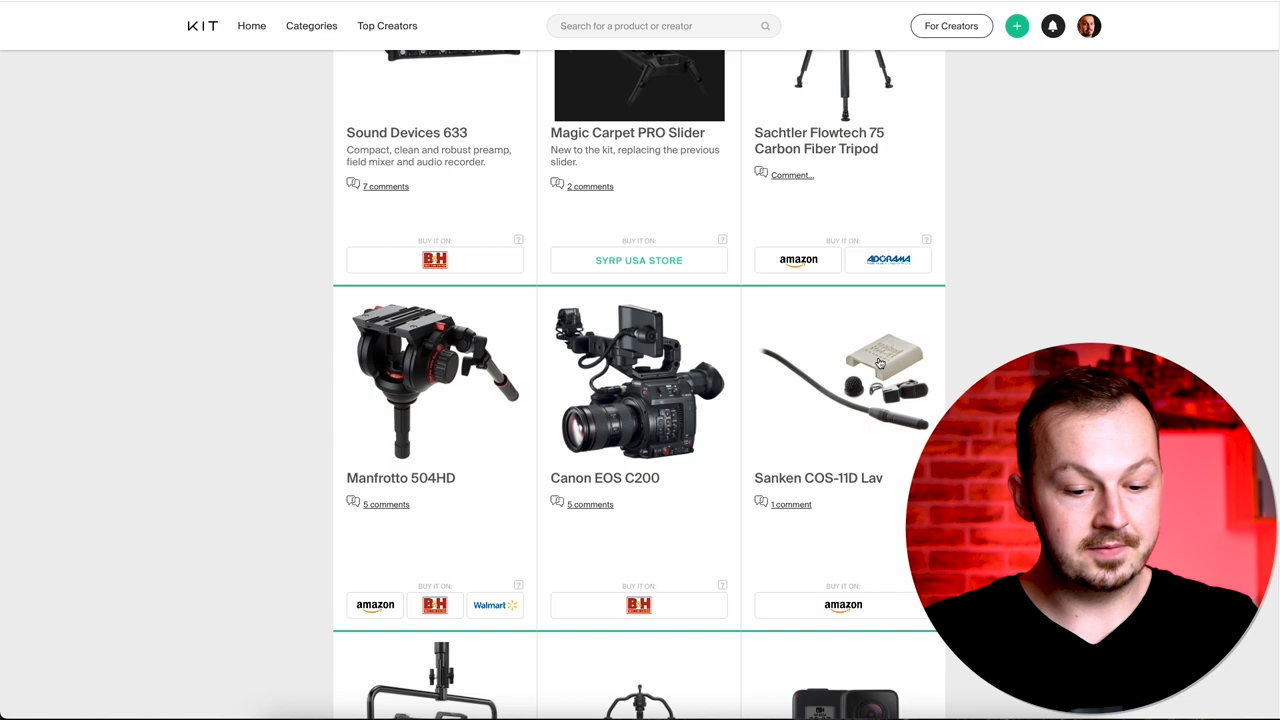 KIT
Home
Categories
Top Creators
Search for a product or creator
For Creators
Sound Devices 633
Compact, clean and robust preamp,
field mixer and audio recorder.
7 comments
BUY IT ON:
?
B&H
Magic Carpet PRO Slider
New to the kit, replacing the previous
slider.
2 comments
BUY IT ON:
?
SYRP USA STORE
Sachtler Flowtech 75
Carbon Fiber Tripod
Comment...
BUY IT ON:
?
amazon
ADORAMA
Manfrotto 504HD
5 comments
BUY IT ON:
?
amazon
B&H
Walmart
Canon EOS C200
5 comments
BUY IT ON:
?
B&H
Sanken COS-11D Lav
1 comment
BUY IT ON:
amazon